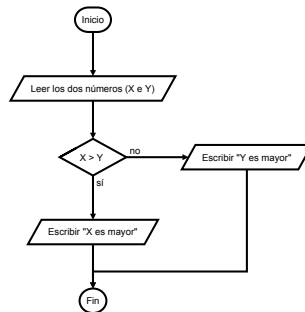 Inicio
Leer los dos números (X e Y)
X > Y
no
Escribir "Y es mayor"
sí
Escribir "X es mayor"
Fin